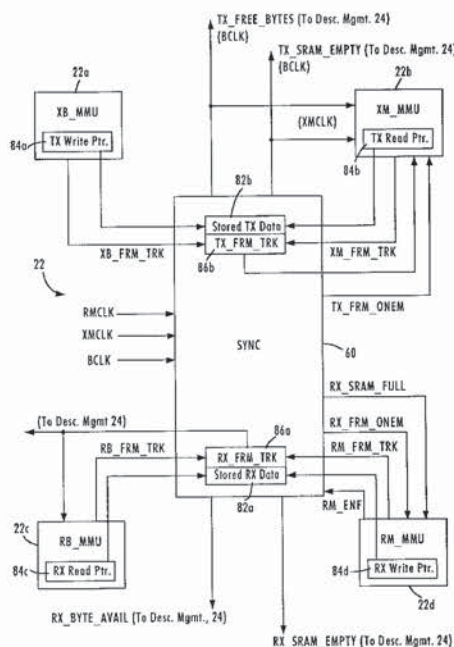 TX_FREE_BYTES (To Desc. Mgmt. 24)
{BCLK}
TX_SRAM_EMPTY (To Desc. Mgmt. 24)
{BCLK}
22a
22b
XB_MMU
XM_MMU
{XMCLK}
84a
TX Write Ptr.
TX Read Ptr.
84b
82b
Stored TX Data
TX_FRM_TRK
XB_FRM_TRK
86b
XM_FRM_TRK
22
TX_FRM_ONEM
RMCLK
XMCLK
SYNC
60
BCLK
RX_SRAM_FULL
(To Desc. Mgmt 24)
86a
RX_FRM_ONEM
RB_FRM_TRK
RX_FRM_TRK
RM_FRM_TRK
Stored RX Data
82a
RM_ENF
22c
RB_MMU
RM_MMU
84c
RX Read Ptr.
84d
RX Write Ptr.
22d
RX_BYTE_AVAIL (To Desc. Mgmt., 24)
RX_SRAM_EMPTY (To Desc. Mgmt. 24)